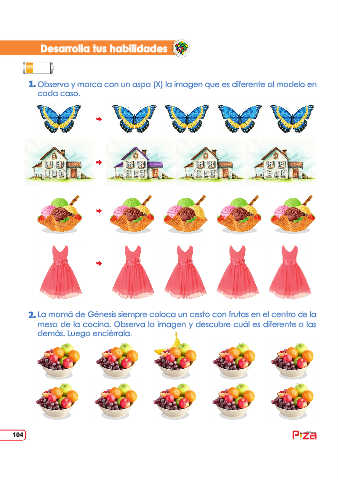 Desarrolla tus habilidades
1. Observa y marca con un aspa (X) la imagen que es diferente al modelo en
cada caso.
2. La mamá de Génesis siempre coloca un cesto con frutas en el centro de la
mesa de la cocina. Observa la imagen y descubre cuál es diferente a las
demás. Luego enciérrala.
104
Piza